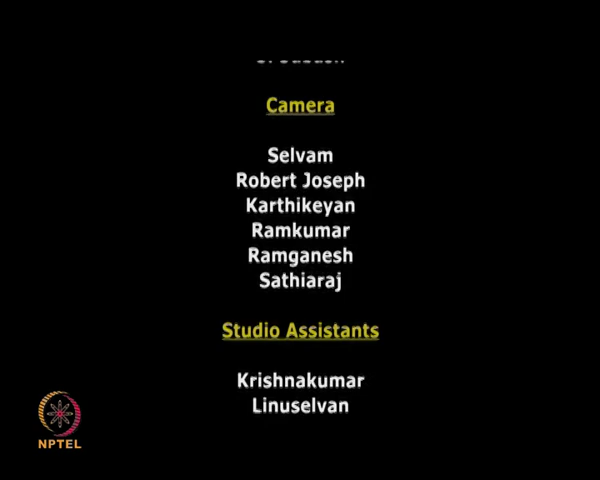 Camera
Selvam
Robert Joseph
Karthikeyan
Ramkumar
Ramganesh
Sathiaraj
Studio Assistants
Krishnakumar
Linuselvan
NPTEL